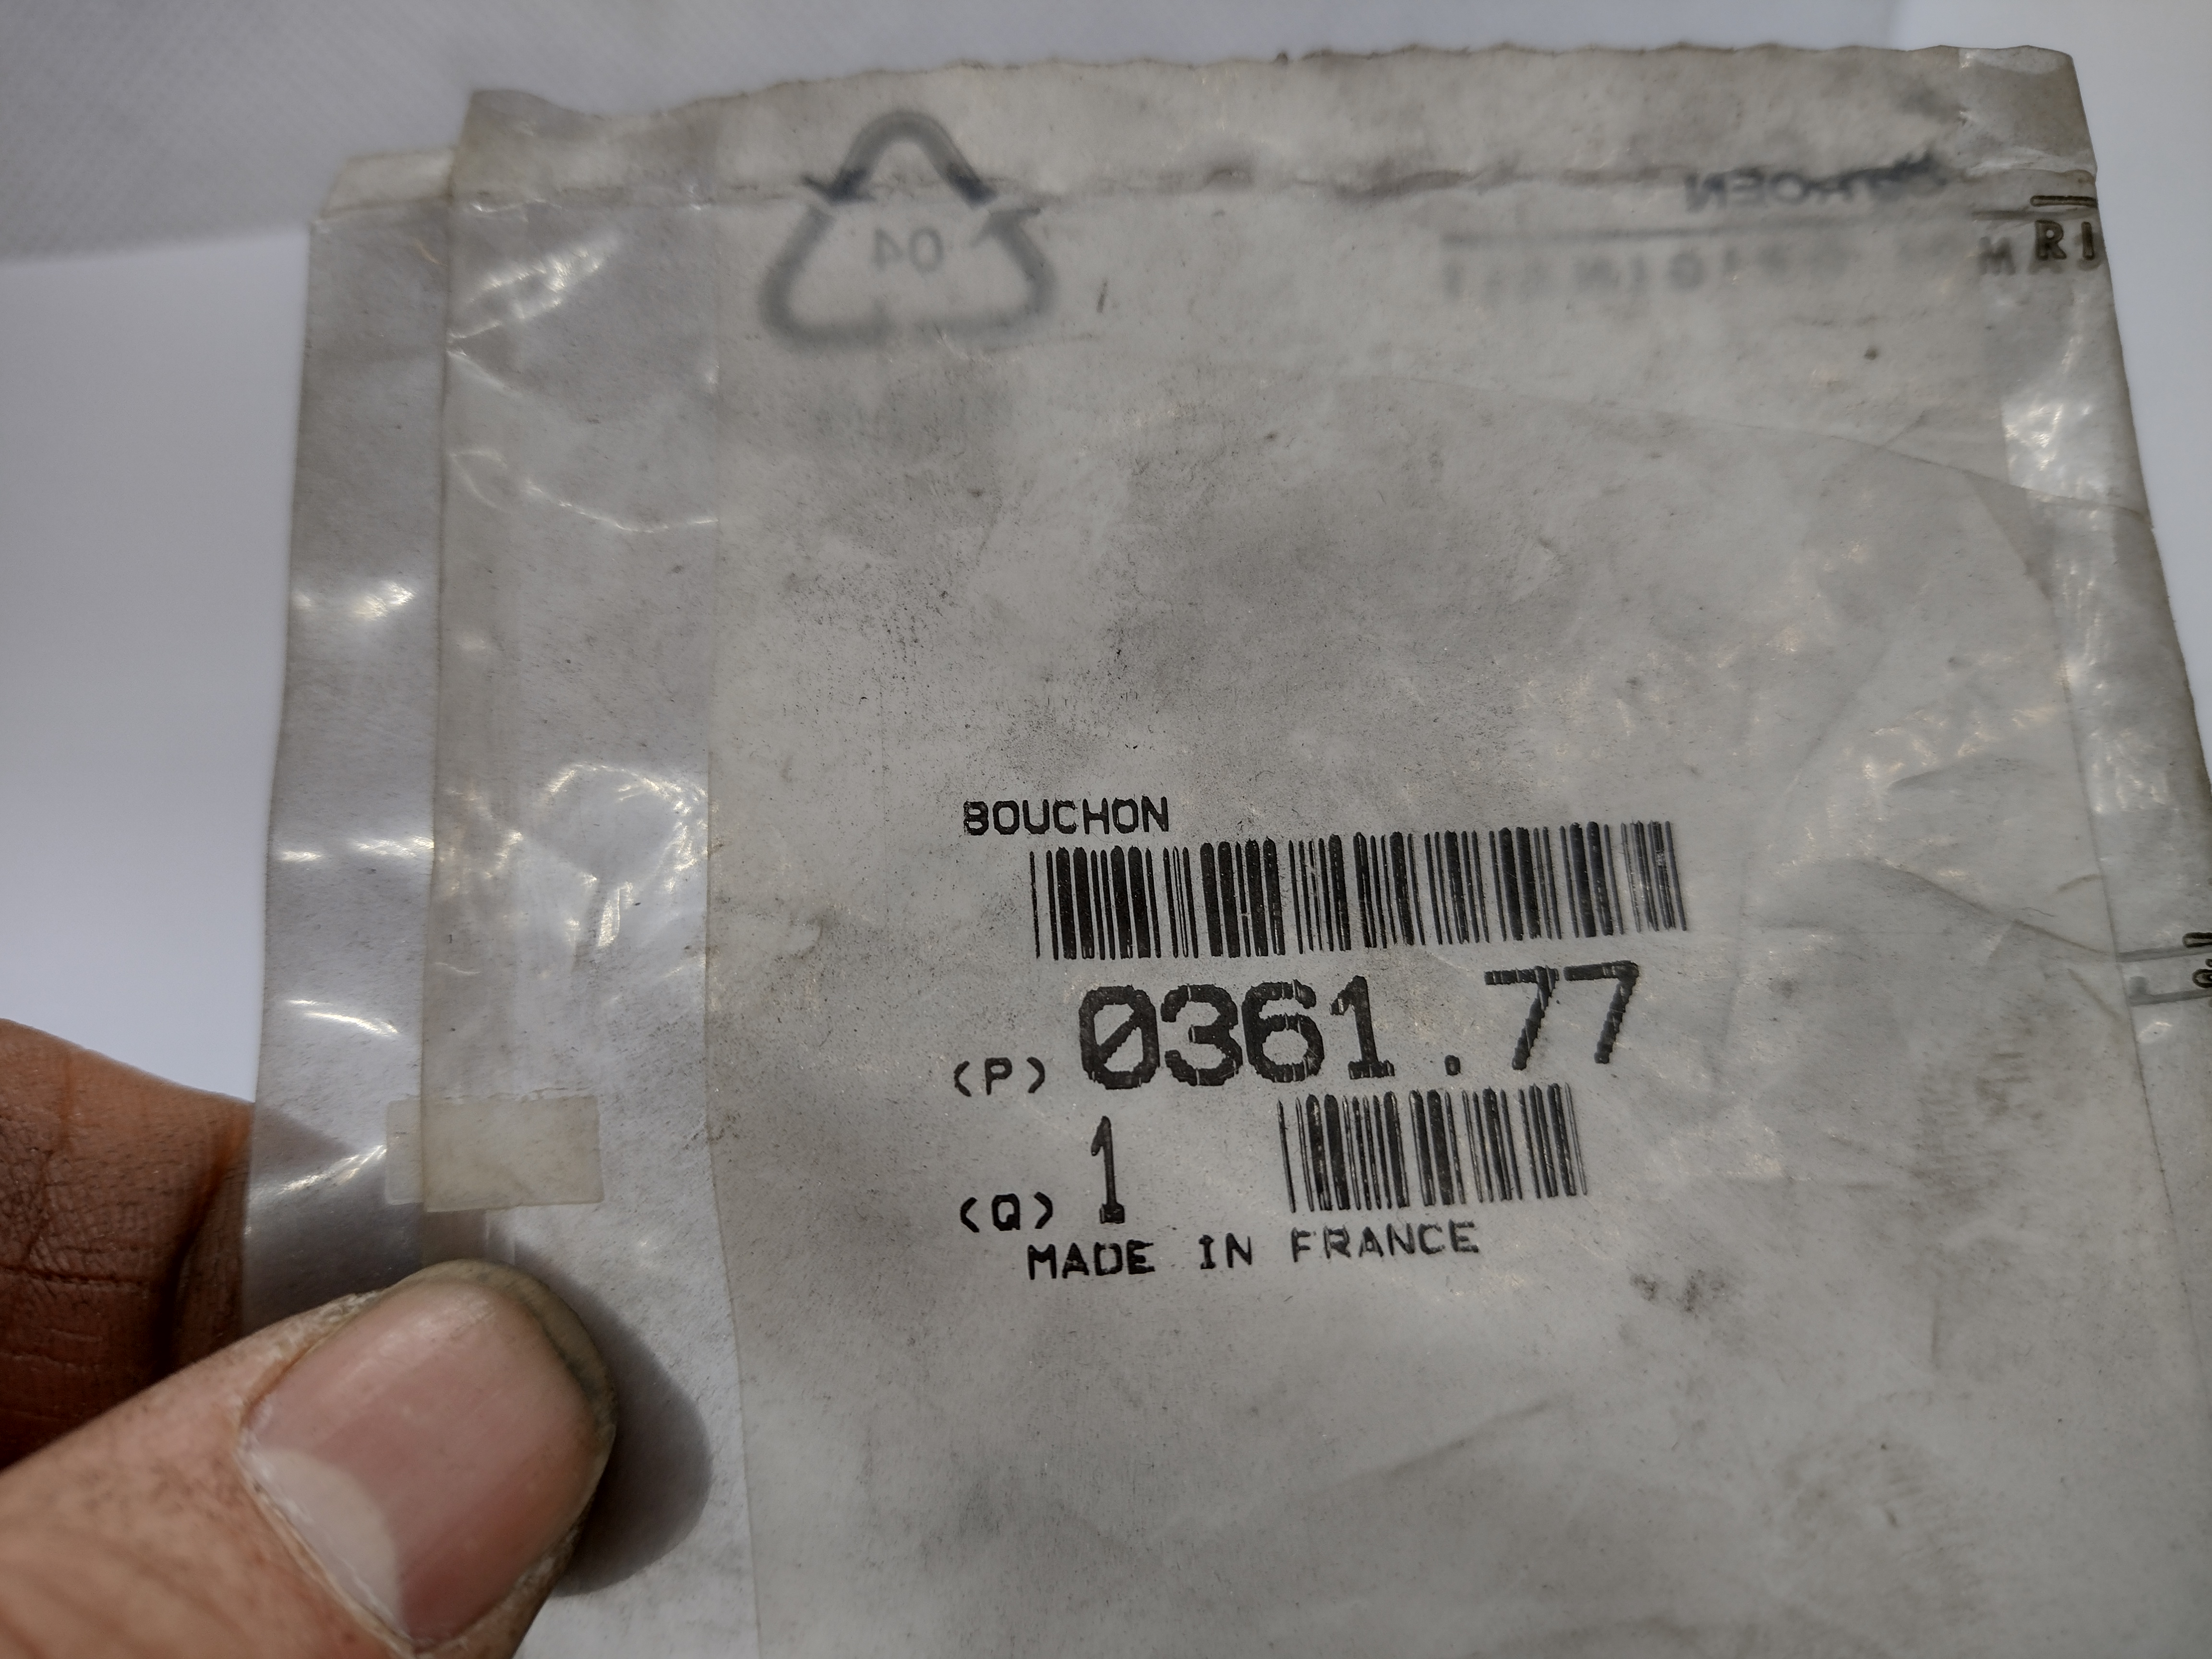 04
BOUCHON
(P) 0361.77
(Q) 1
MADE IN FRANCE